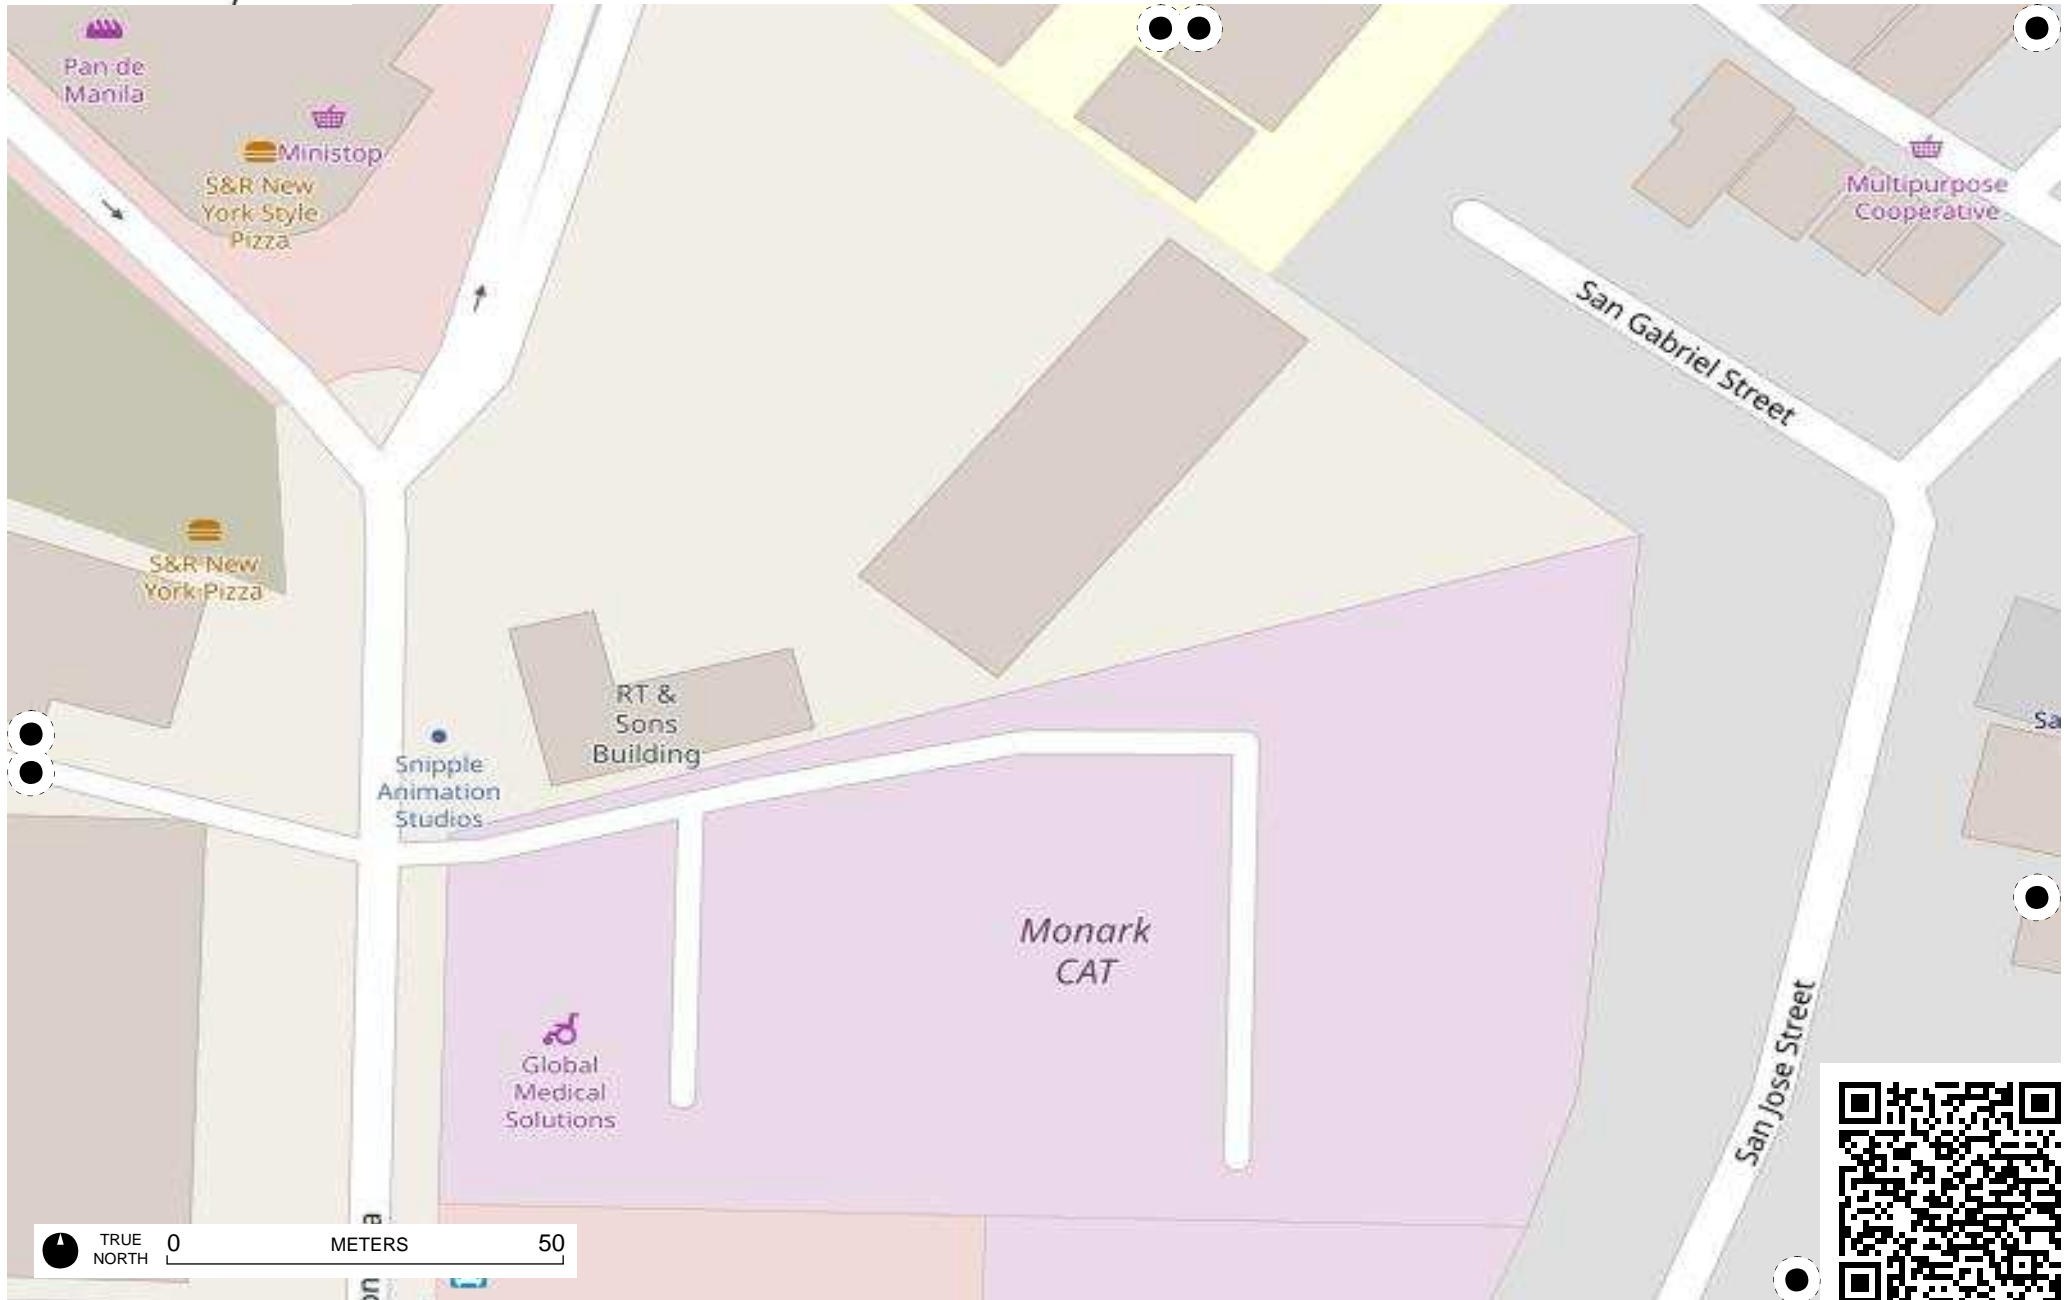 Pan de
Manila
Ministop
S&R New
York Style
Pizza
Multipurpose
Cooperative
San Gabriel Street
S&R New
York Pizza
RT &
Sons
Building
Snipple
Animation
Studios
Monark
CAT
Global
Medical
Solutions
San Jose Street
Sa
TRUE
NORTH
0
METERS
50